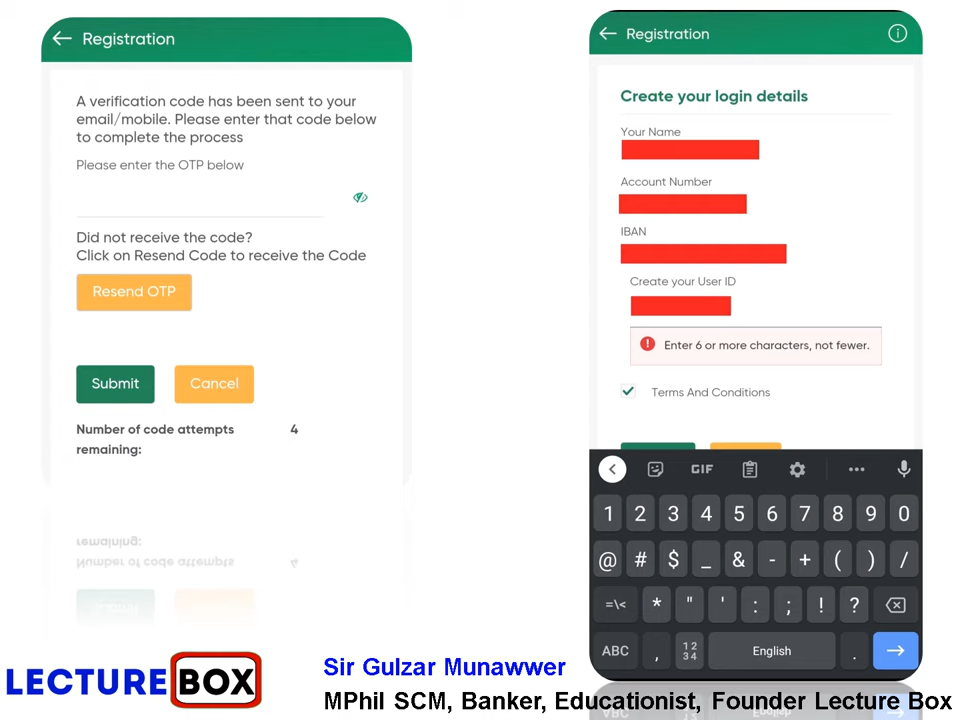 Registration
A verification code has been sent to your
email/mobile. Please enter that code below
to complete the process
Please enter the OTP below
Did not receive the code?
Click on Resend Code to receive the Code
Resend OTP
Submit Cancel
Number of code attempts 4
remaining:
Registration
Create your login details
Your Name
Account Number
IBAN
Create your User ID
Enter 6 or more characters, not fewer.
Terms And Conditions
GIF
1 2 3 4 5 6 7 8 9 0
@ # $ _ & - + ( ) /
=\< * " ' : ; ! ?
ABC , 12 34 English .
LECTURE BOX
Sir Gulzar Munawwer
MPhil SCM, Banker, Educationist, Founder Lecture Box